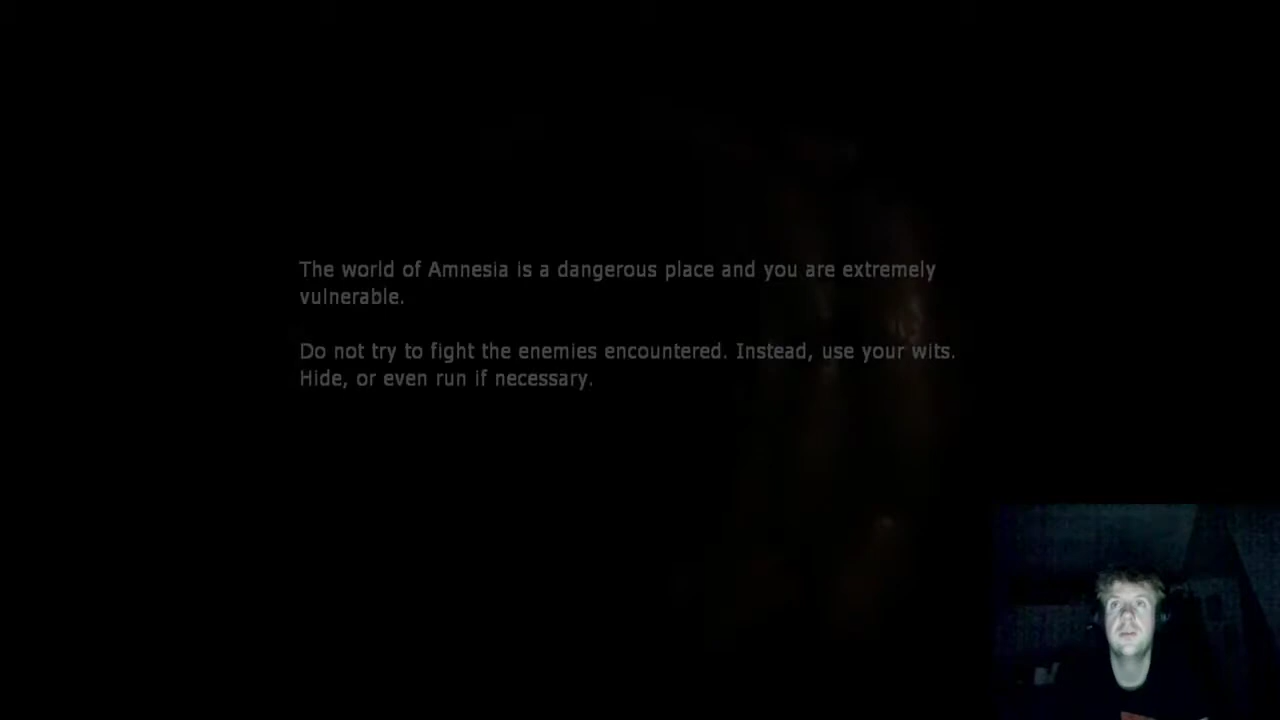 The world of Amnesia is a dangerous place and you are extremely
vulnerable.
Do not try to fight the enemies encountered. Instead, use your wits.
Hide, or even run if necessary.